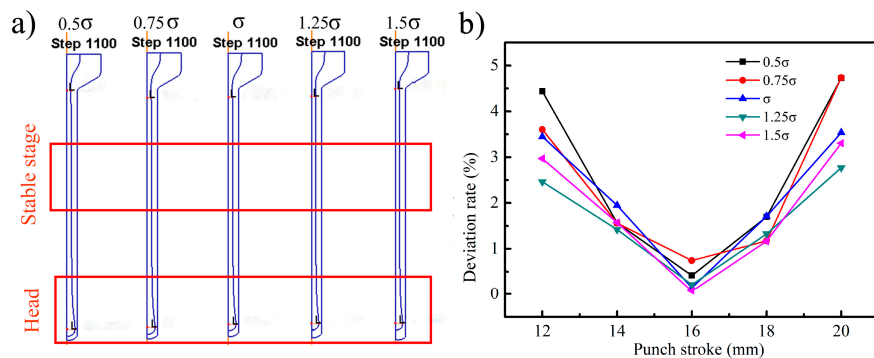 a)
0.5σ 0.75σ σ 1.25σ 1.5σ
Step 1100 Step 1100 Step 1100 Step 1100 Step 1100
Stable stage
Head
b)
0.5σ
0.75σ
σ
1.25σ
1.5σ
Deviation rate (%)
5
4
3
2
1
0
12 14 16 18 20
Punch stroke (mm)